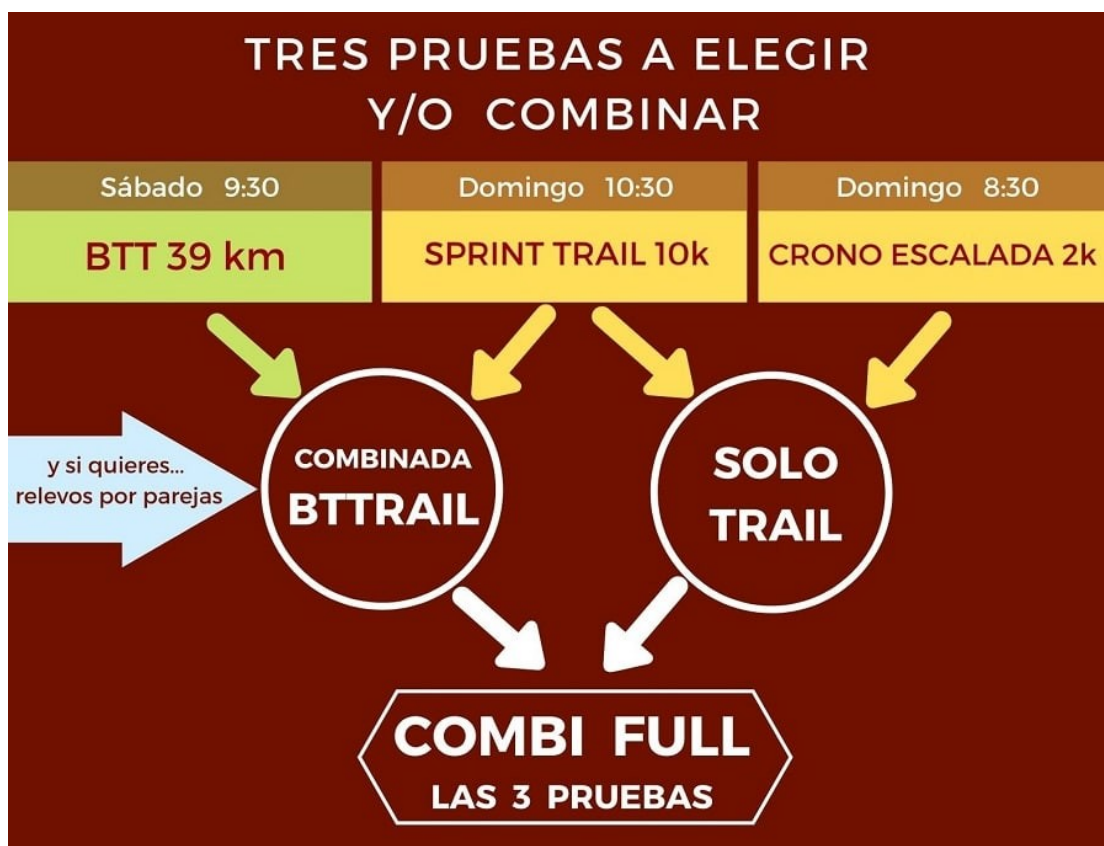 TRES PRUEBAS A ELEGIR
Y/O COMBINAR
Sábado 9:30
BTT 39 km
Domingo 10:30
SPRINT TRAIL 10k
Domingo 8:30
CRONO ESCALADA 2k
y si quieres...
relevos por parejas
COMBINADA
BTTRAIL
SOLO
TRAIL
COMBI FULL
LAS 3 PRUEBAS